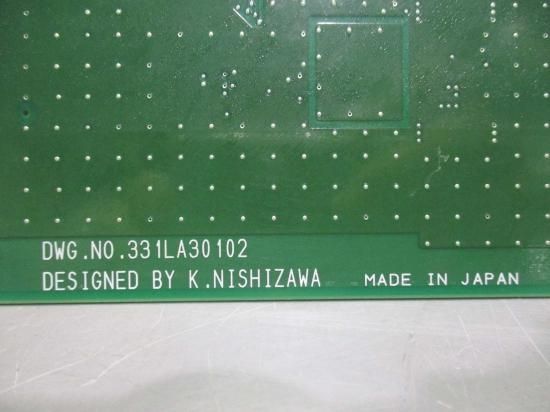 DWG.NO.331LA30102
DESIGNED BY K.NISHIZAWA MADE IN JAPAN